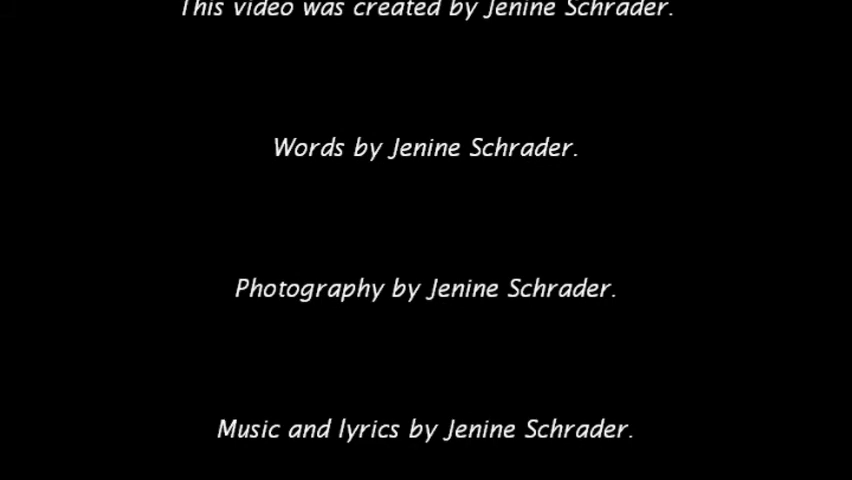 This video was created by Jenine Schrader.
Words by Jenine Schrader.
Photography by Jenine Schrader.
Music and lyrics by Jenine Schrader.